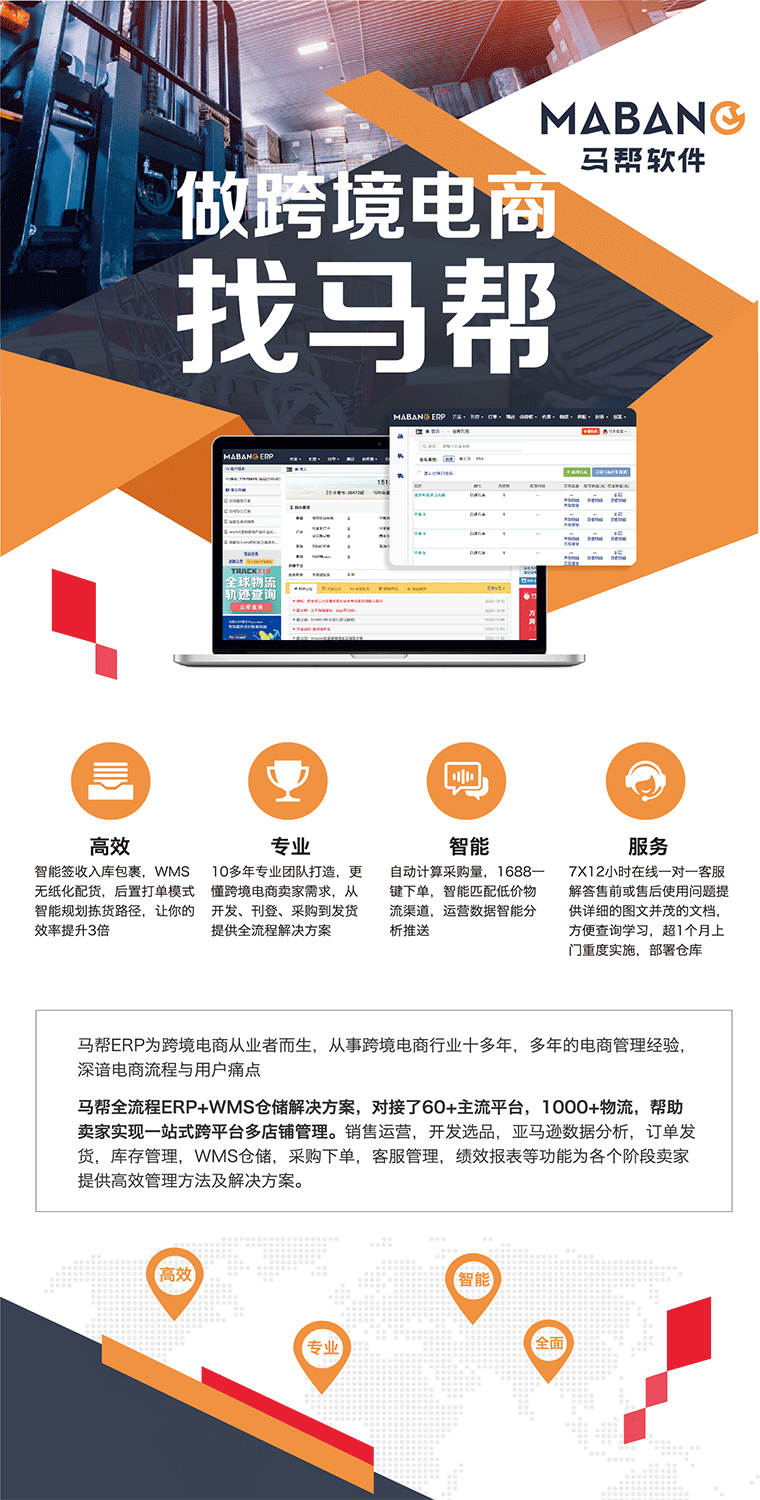 MABANG
马帮软件
做跨境电商
找马帮
MABANG ERP
MABANG ERP
TRACK718
全球物流
轨迹查询
立即查询
高效
智能签收入库包裹，WMS
无纸化配货，后置打单模式
智能规划拣货路径，让你的
效率提升3倍
专业
10多年专业团队打造，更
懂跨境电商卖家需求，从
开发、刊登、采购到发货
提供全流程解决方案
智能
自动计算采购量，1688一
键下单，智能匹配低价物
流渠道，运营数据智能分
析推送
服务
7X12小时在线一对一客服
解答售前或售后使用问题提
供详细的图文并茂的文档，
方便查询学习，超1个月上
门重度实施，部署仓库
马帮ERP为跨境电商从业者而生，从事跨境电商行业十多年，多年的电商管理经验，
深谙电商流程与用户痛点
马帮全流程ERP+WMS仓储解决方案，对接了60+主流平台，1000+物流，帮助
卖家实现一站式跨平台多店铺管理。销售运营，开发选品，亚马逊数据分析，订单发
货，库存管理，WMS仓储，采购下单，客服管理，绩效报表等功能为各个阶段卖家
提供高效管理方法及解决方案。
高效
智能
专业
全面